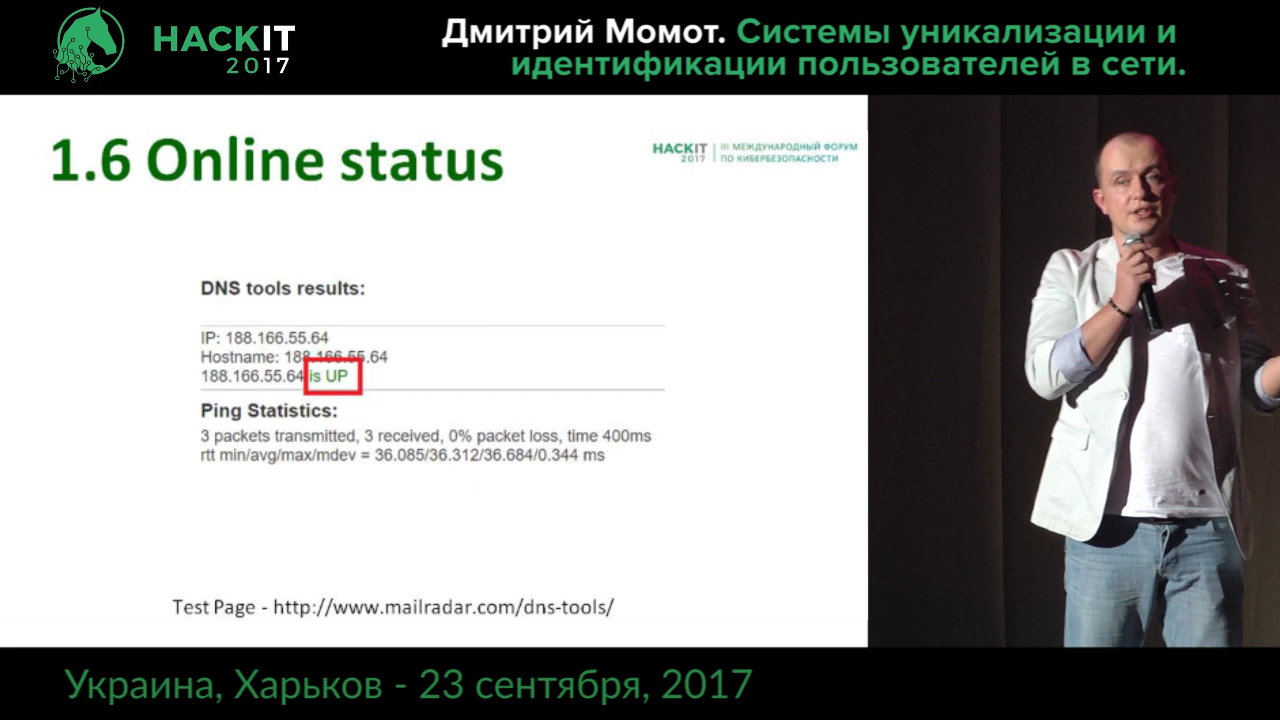 HACKIT
2017
Дмитрий Момот. Системы уникализации и
идентификации пользователей в сети.
1.6 Online status
HACKIT
2017
III МЕЖДУНАРОДНЫЙ ФОРУМ
ПО КИБЕРБЕЗОПАСНОСТИ
DNS tools results:
IP: 188.166.55.64
Hostname: 188.166.55.64
188.166.55.64 is UP
Ping Statistics:
3 packets transmitted, 3 received, 0% packet loss, time 400ms
rtt min/avg/max/mdev = 36.085/36.312/36.684/0.344 ms
Test Page - http://www.mailradar.com/dns-tools/
Украина, Харьков - 23 сентября, 2017